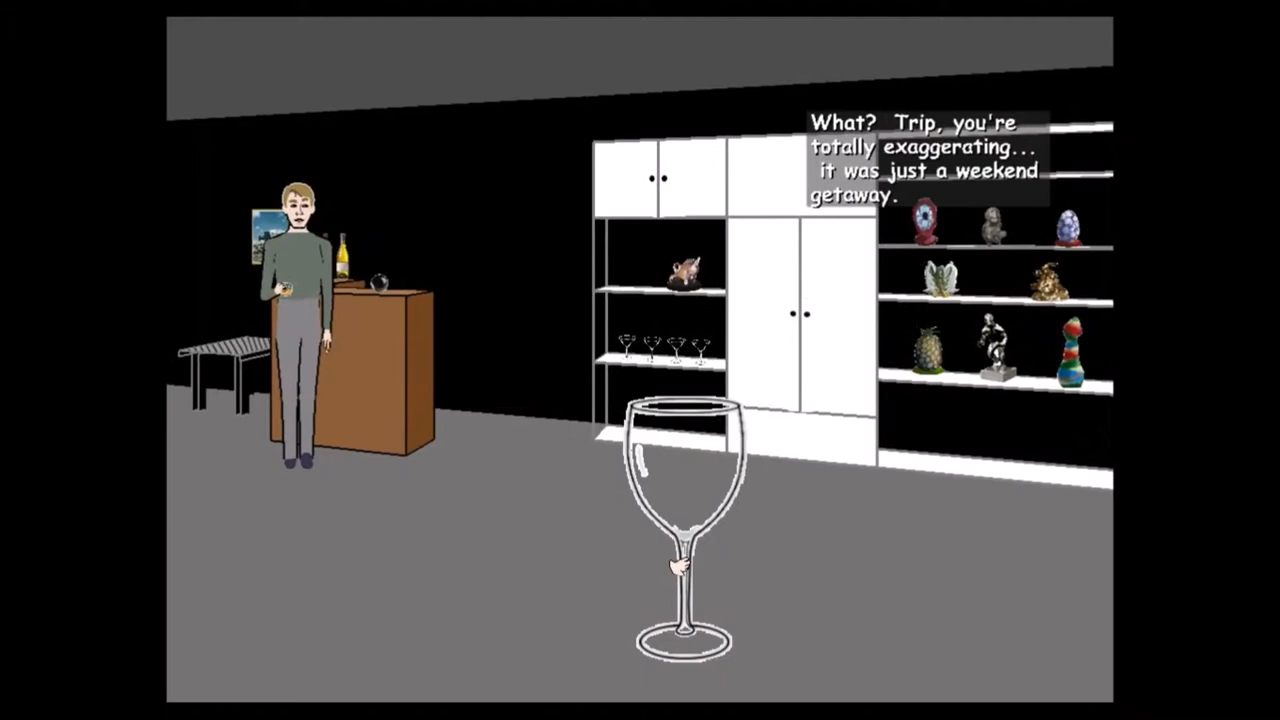 What?  Trip, you're
totally exaggerating...
it was just a weekend
getaway.